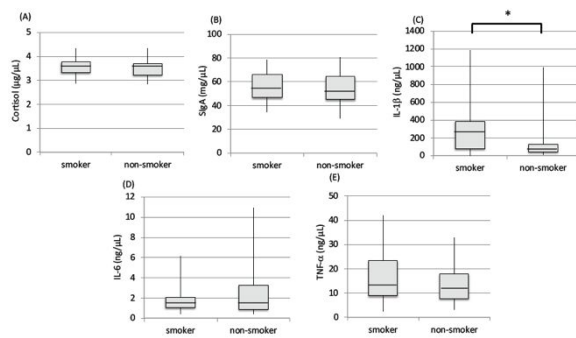 (A)
Cortisol (μg/μL)
6
5
4
3
2
1
0
smoker non-smoker
(B)
SIgA (mg/μL)
100
80
60
40
20
0
smoker non-smoker
(C)
*
IL-1β (ng/μL)
1400
1200
1000
800
600
400
200
0
smoker non-smoker
(D)
IL-6 (ng/μL)
12
10
8
6
4
2
0
smoker non-smoker
(E)
TNF-α (ng/μL)
50
40
30
20
10
0
smoker non-smoker